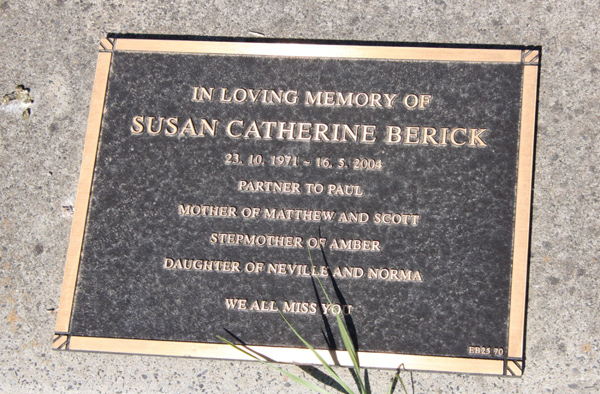 IN LOVING MEMORY OF
SUSAN CATHERINE BERICK
23. 10. 1971 ~ 16. 5. 2004
PARTNER TO PAUL
MOTHER OF MATTHEW AND SCOTT
STEPMOTHER OF AMBER
DAUGHTER OF NEVILLE AND NORMA
WE ALL MISS YOU
EB25 70